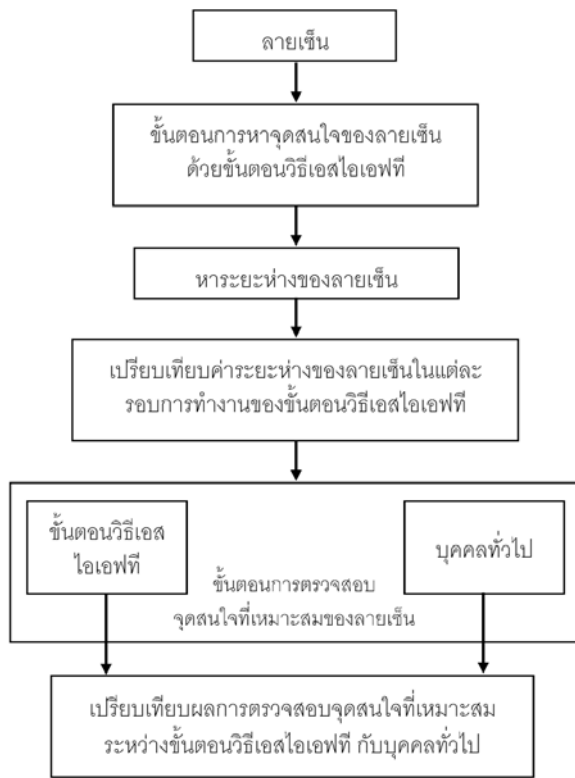 ลายเซ็น
ขั้นตอนการหาจุดสนใจของลายเซ็น
ด้วยขั้นตอนวิธีเอสไอเอฟที
หาระยะห่างของลายเซ็น
เปรียบเทียบค่าระยะห่างของลายเซ็นในแต่ละ
รอบการทำงานของขั้นตอนวิธีเอสไอเอฟที
ขั้นตอนวิธีเอส
ไอเอฟที
บุคคลทั่วไป
ขั้นตอนการตรวจสอบ
จุดสนใจที่เหมาะสมของลายเซ็น
เปรียบเทียบผลการตรวจสอบจุดสนใจที่เหมาะสม
ระหว่างขั้นตอนวิธีเอสไอเอฟที กับบุคคลทั่วไป